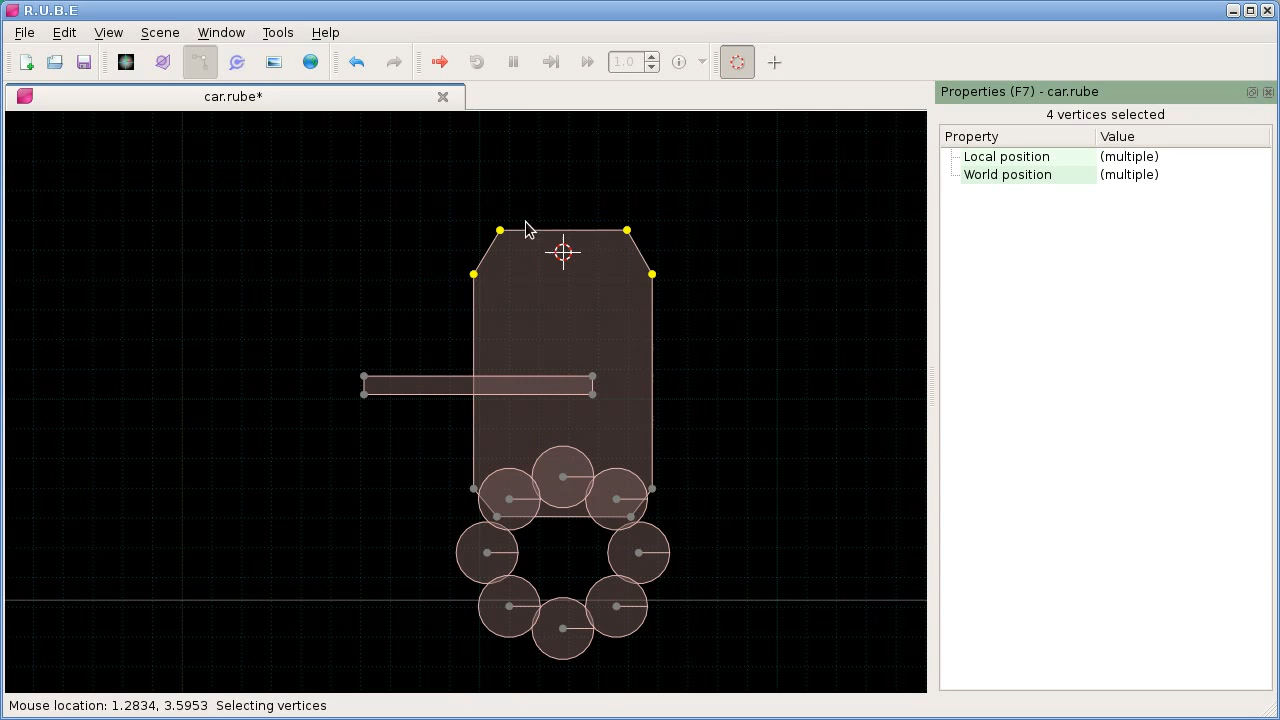 R.U.B.E
File Edit View Scene Window Tools Help
1.0
car.rube*
Properties (F7) - car.rube
4 vertices selected
Property Value
Local position (multiple)
World position (multiple)
Mouse location: 1.2834, 3.5953 Selecting vertices